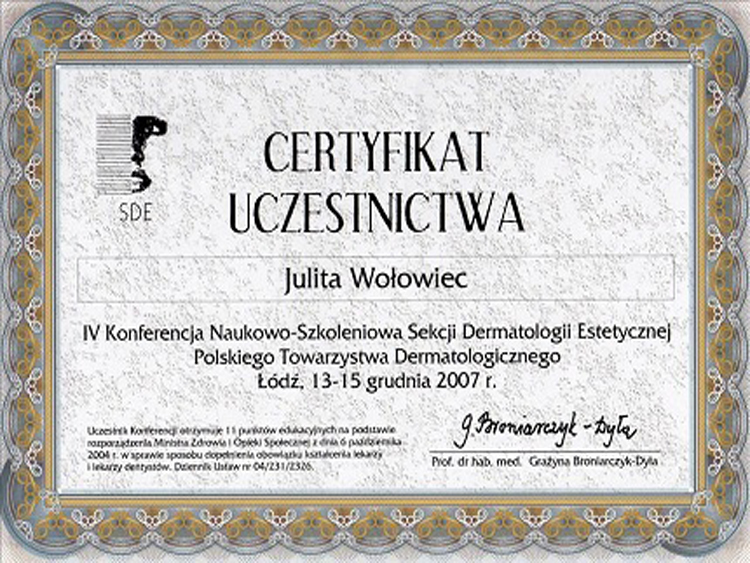 SDE
CERTYFIKAT
UCZESTNICTWA
Julita Wołowiec
IV Konferencja Naukowo-Szkoleniowa Sekcji Dermatologii Estetycznej
Polskiego Towarzystwa Dermatologicznego
Łódź, 13-15 grudnia 2007 r.
Uczestnik Konferencji otrzymuje 11 punktów edukacyjnych na podstawie
rozporządzenia Ministra Zdrowia i Opieki Społecznej z dnia 6 października
2004 r. w sprawie sposobu dopełnienia obowiązku kształcenia lekarzy
i lekarzy dentystów. Dziennik Ustaw nr 04/231/2326.
G. Broniarczyk-Dyła
Prof. dr hab. med. Grażyna Broniarczyk-Dyla